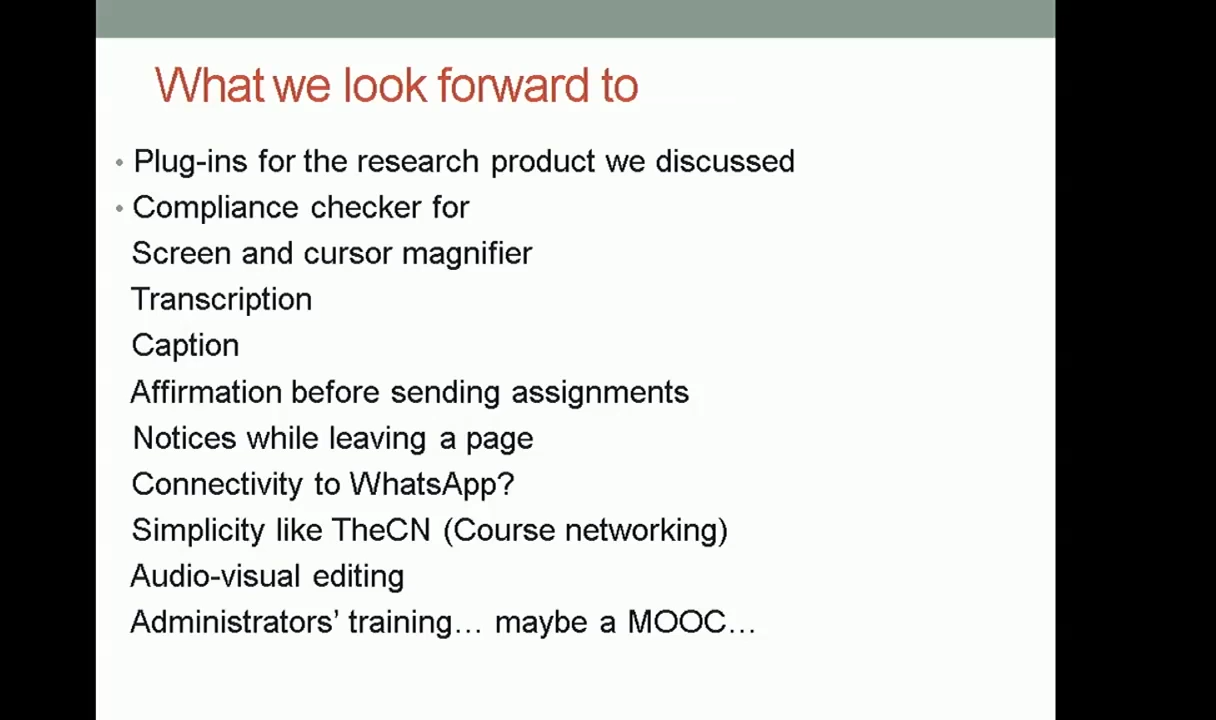 What we look forward to
• Plug-ins for the research product we discussed
• Compliance checker for
Screen and cursor magnifier
Transcription
Caption
Affirmation before sending assignments
Notices while leaving a page
Connectivity to WhatsApp?
Simplicity like TheCN (Course networking)
Audio-visual editing
Administrators’ training… maybe a MOOC…